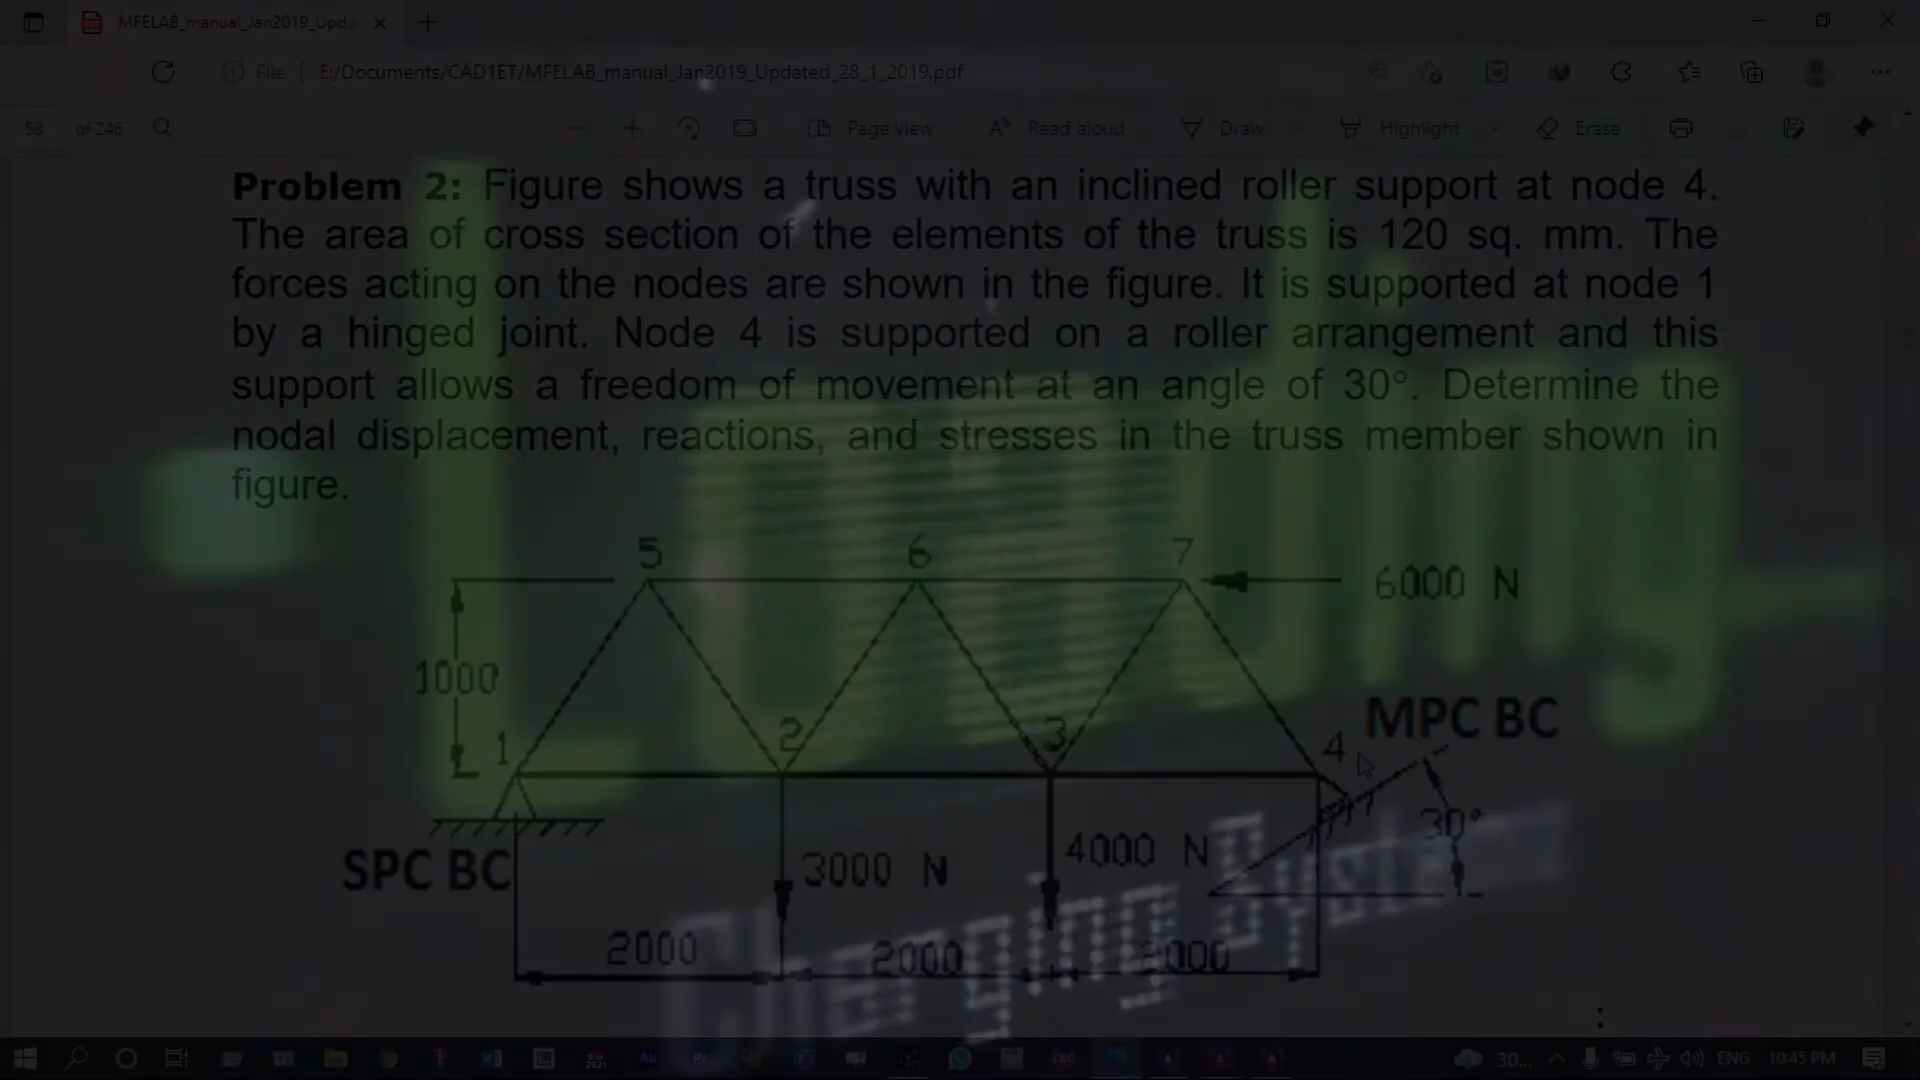 MFELAB_manual_Jan2019_Upda
File
E:/Documents/CAD1ET/MFELAB_manual_Jan2019_Updated_28_1_2019.pdf
58 of 246 Page view Read aloud Draw Highlight Erase
Problem 2: Figure shows a truss with an inclined roller support at node 4.
The area of cross section of the elements of the truss is 120 sq. mm. The
forces acting on the nodes are shown in the figure. It is supported at node 1
by a hinged joint. Node 4 is supported on a roller arrangement and this
support allows a freedom of movement at an angle of 30°. Determine the
nodal displacement, reactions, and stresses in the truss member shown in
figure.
5 6 7
6000 N
1000
MPC BC
1 2 3 4
30°
SPC BC
3000 N
4000 N
2000 2000 2000
Loading
Charging System
30...
ENG
10:45 PM